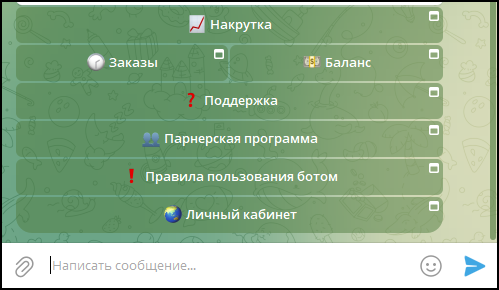 Накрутка
Заказы Баланс
Поддержка
Парнерская программа
Правила пользования ботом
Личный кабинет
Написать сообщение...